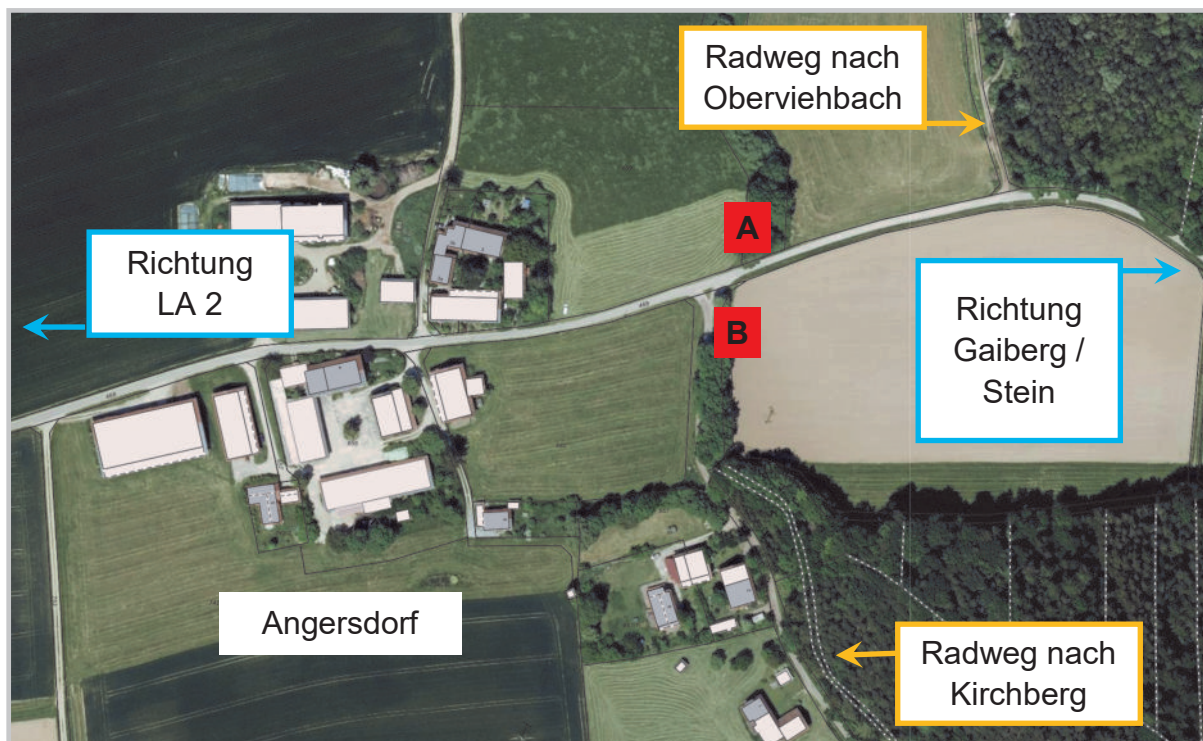 Radweg nach
Oberviehbach
A
Richtung
LA 2
B
Richtung
Gaiberg /
Stein
Angersdorf
Radweg nach
Kirchberg